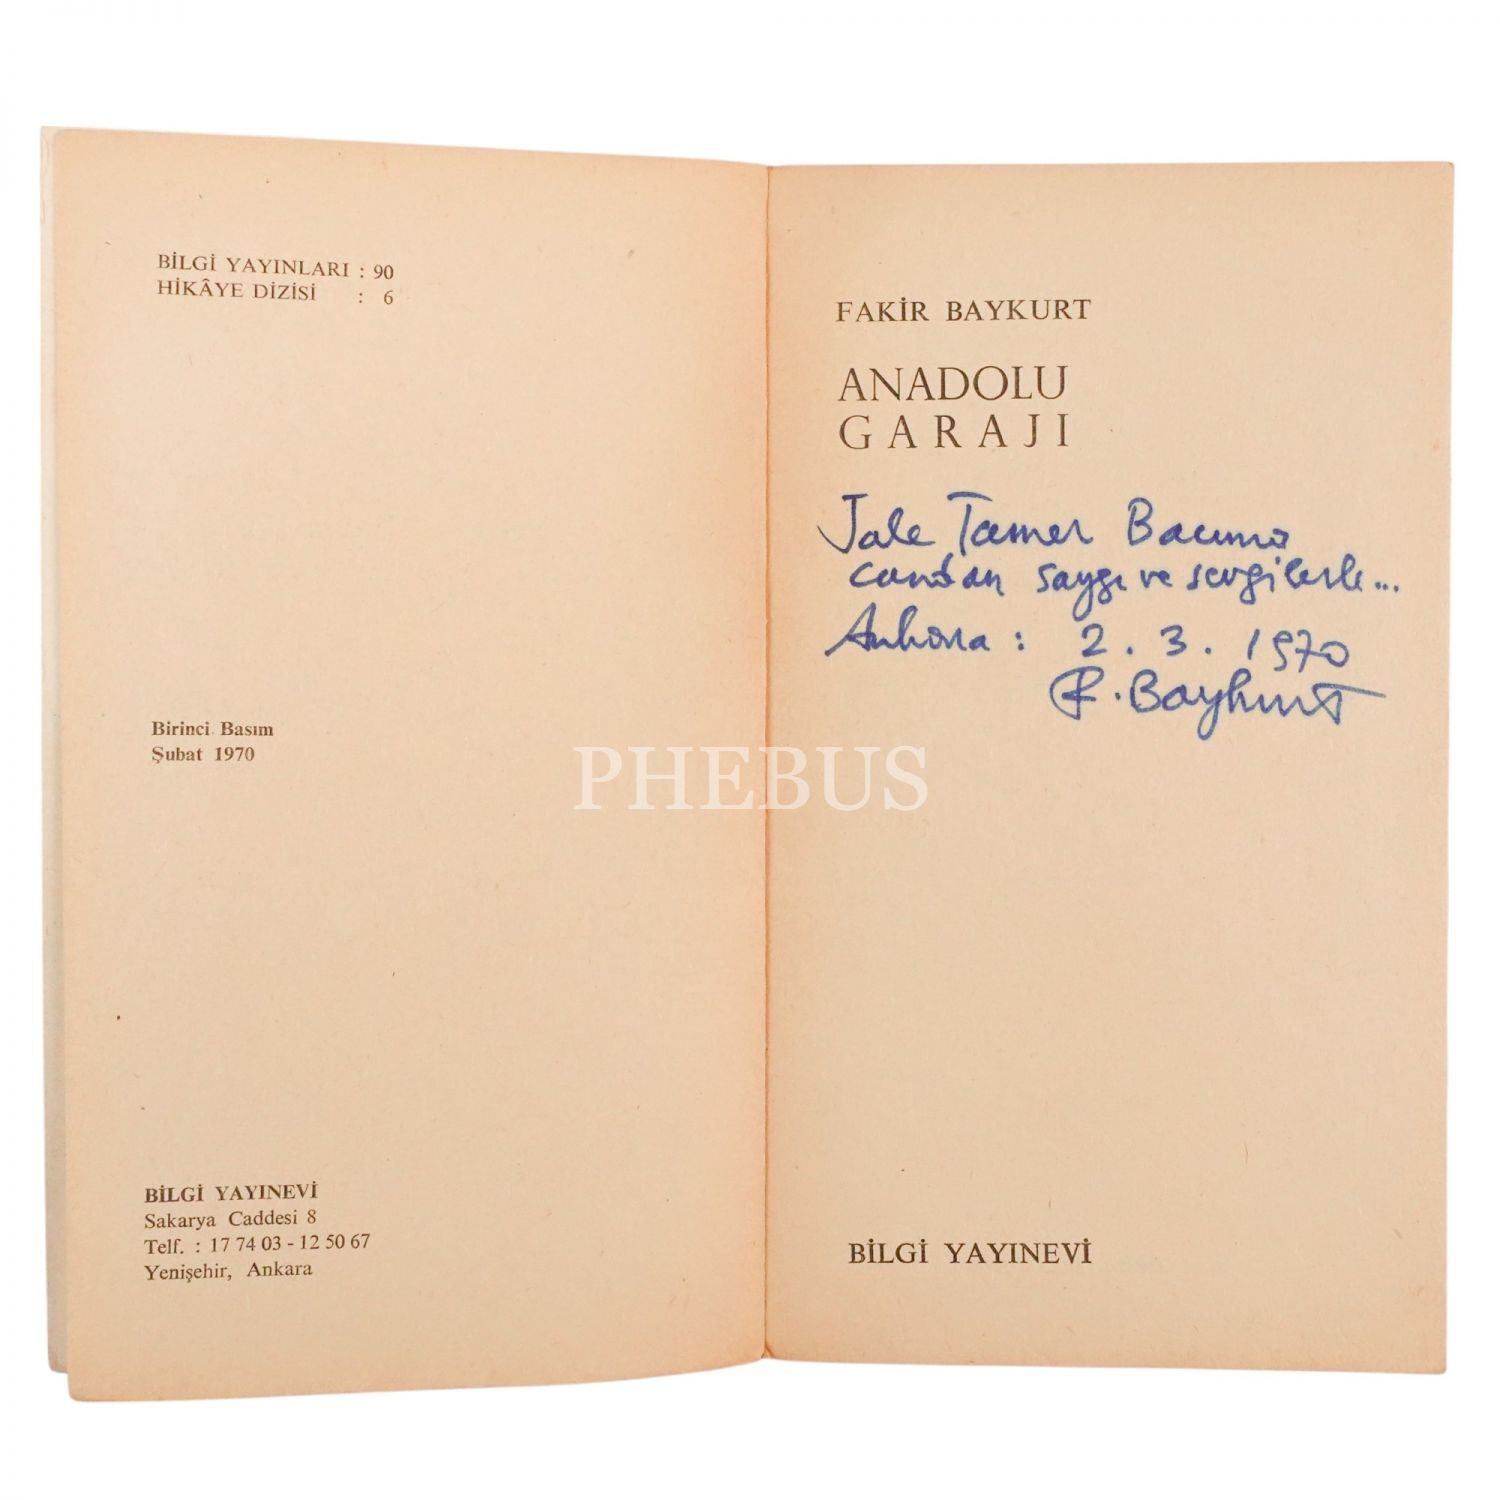 BİLGİ YAYINLARI : 90
HİKÂYE DİZİSİ : 6
Birinci Basım
Şubat 1970
BİLGİ YAYINEVİ
Sakarya Caddesi 8
Telf. : 17 74 03 - 12 50 67
Yenişehir, Ankara
FAKİR BAYKURT
ANADOLU
GARAJI
Jale Tamer Bacıma
candan saygı ve sevgilerle...
Ankara : 2. 3. 1970
F. Baykurt
BİLGİ YAYINEVİ
PHEBUS